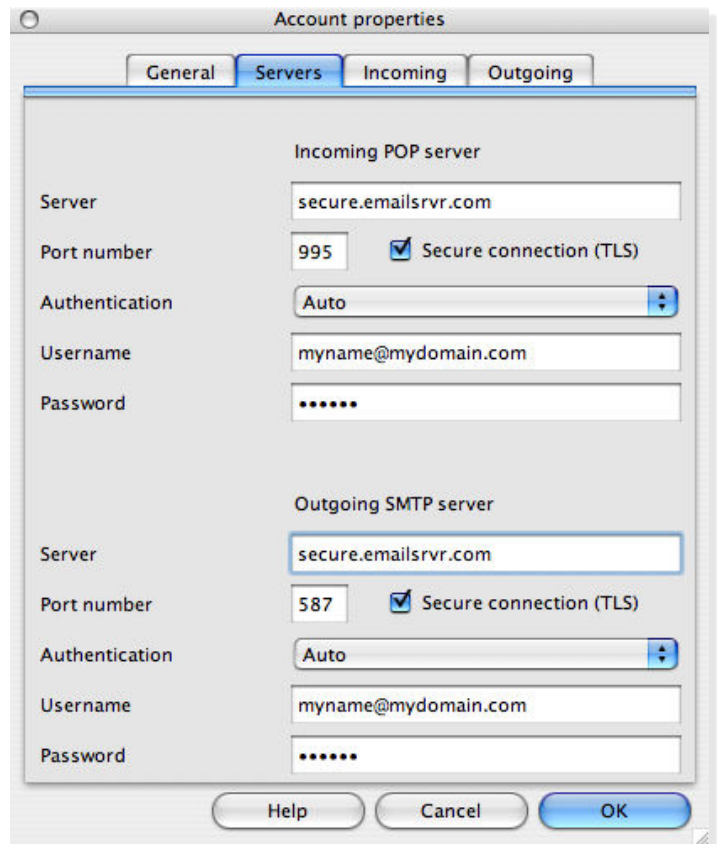 Account properties
General Servers Incoming Outgoing
Incoming POP server
Server secure.emailsrvr.com
Port number 995 Secure connection (TLS)
Authentication Auto
Username myname@mydomain.com
Password ••••••
Outgoing SMTP server
Server secure.emailsrvr.com
Port number 587 Secure connection (TLS)
Authentication Auto
Username myname@mydomain.com
Password ••••••
Help Cancel OK